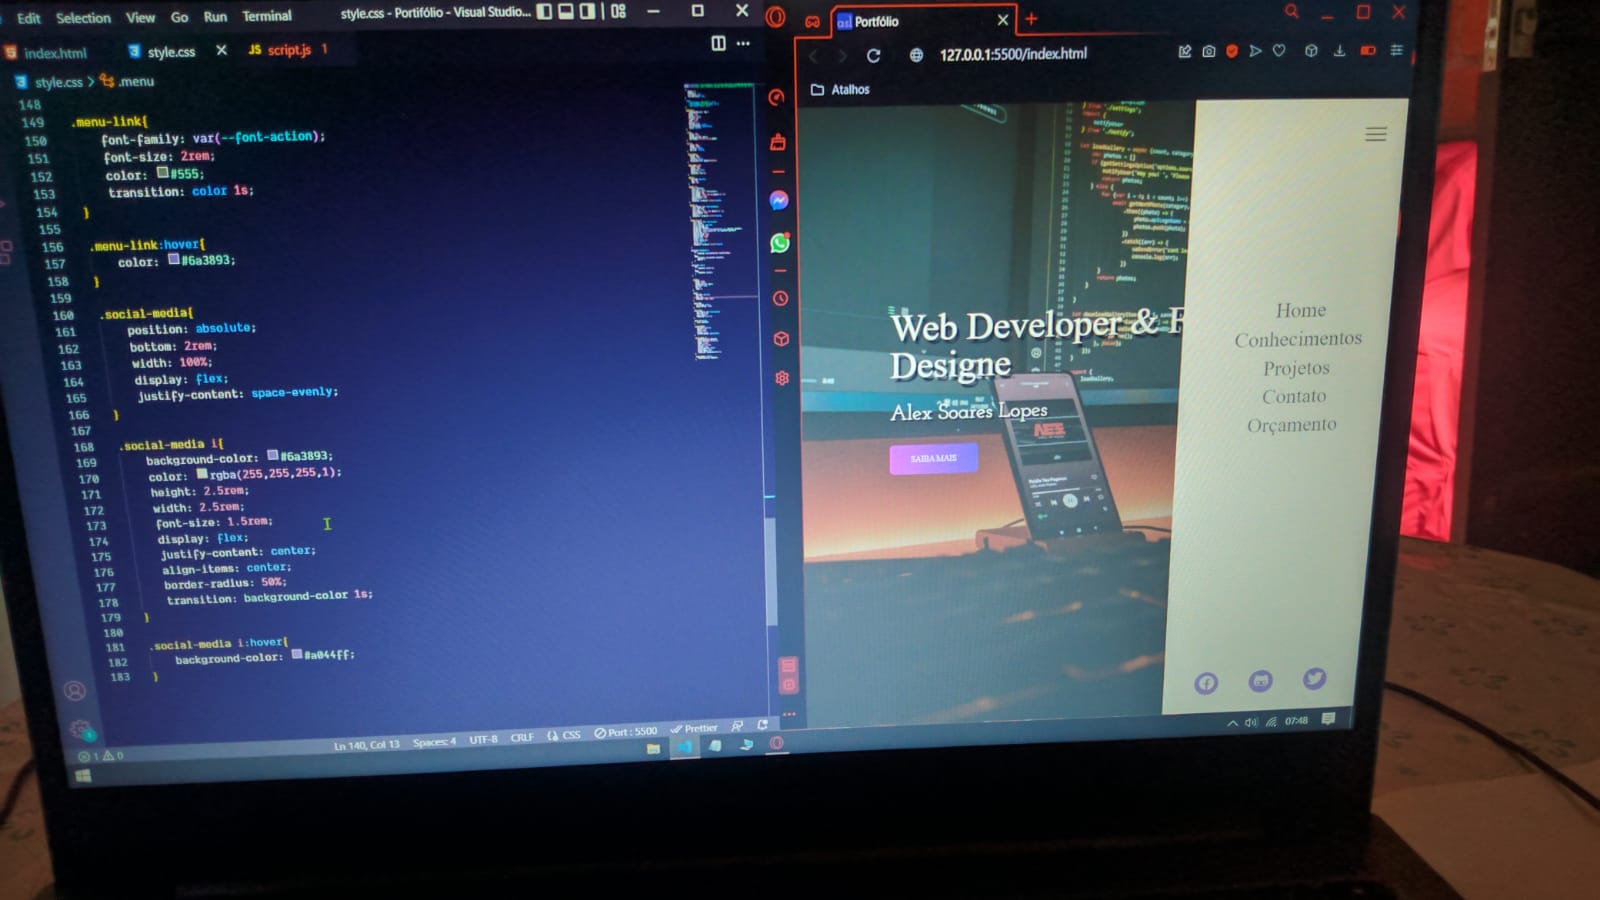 Edit Selection View Go Run Terminal
style.css - Portifólio - Visual Studio...
index.html
style.css
JS script.js 1
style.css > .menu
148
149 .menu-link{
150 font-family: var(--font-action);
151 font-size: 2rem;
152 color: #555;
153 transition: color 1s;
154 }
155
156 .menu-link:hover{
157 color: #6a3893;
158 }
159
160 .social-media{
161 position: absolute;
162 bottom: 2rem;
163 width: 100%;
164 display: flex;
165 justify-content: space-evenly;
166 }
167
168 .social-media i{
169 background-color: #6a3893;
170 color: rgba(255,255,255,1);
171 height: 2.5rem;
172 width: 2.5rem;
173 font-size: 1.5rem;
174 display: flex;
175 justify-content: center;
176 align-items: center;
177 border-radius: 50%;
178 transition: background-color 1s;
179 }
180
181 .social-media i:hover{
182 background-color: #a044ff;
183 }
1 0
Ln 140, Col 13 Spaces: 4 UTF-8 CRLF CSS Port : 5500 Prettier
asl Portfólio
127.0.0.1:5500/index.html
Atalhos
Web Developer & F
Designe
Alex Soares Lopes
SAIBA MAIS
Home
Conhecimentos
Projetos
Contato
Orçamento
07:48